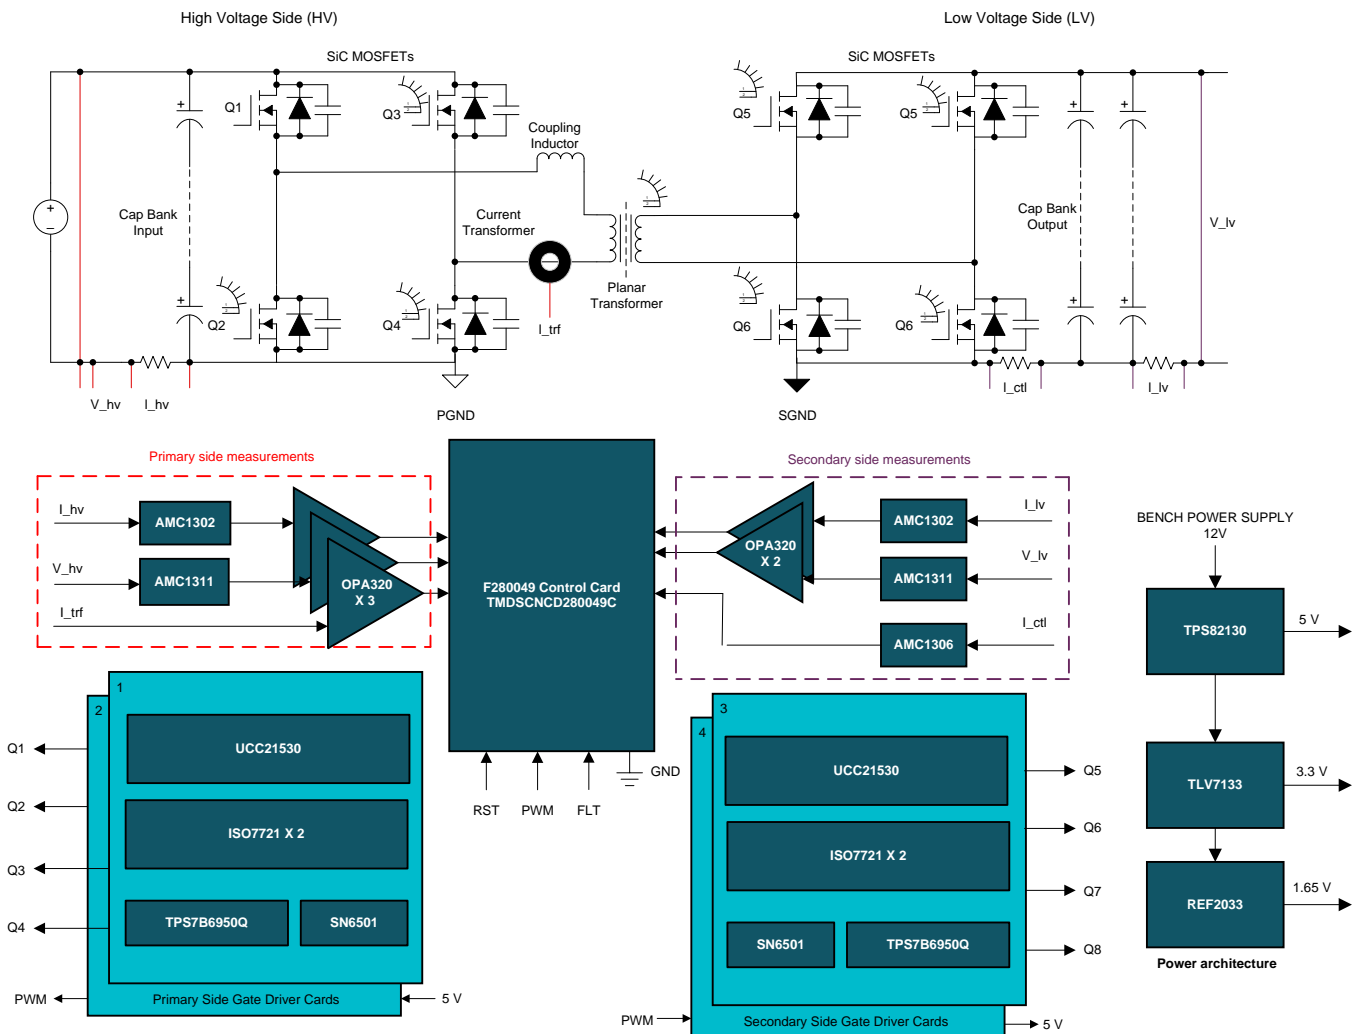 High Voltage Side (HV)
Low Voltage Side (LV)
SiC MOSFETs
SiC MOSFETs
Q1
Q3
Q5
Q5
Coupling
Inductor
Cap Bank
Input
Current
Transformer
Cap Bank
Output
V_lv
Planar
Transformer
Q2
Q4
I_trf
Q6
Q6
V_hv
I_hv
I_ctl
I_lv
PGND
SGND
Primary side measurements
Secondary side measurements
I_hv
AMC1302
V_hv
AMC1311
I_trf
OPA320
X 3
F280049 Control Card
TMDSCNCD280049C
OPA320
X 2
AMC1302
I_lv
AMC1311
V_lv
AMC1306
I_ctl
BENCH POWER SUPPLY
12V
TPS82130
5 V
TLV7133
3.3 V
REF2033
1.65 V
Power architecture
RST
PWM
FLT
GND
1
2
UCC21530
ISO7721 X 2
TPS7B6950Q
SN6501
Q1
Q2
Q3
Q4
PWM
Primary Side Gate Driver Cards
5 V
3
4
UCC21530
ISO7721 X 2
SN6501
TPS7B6950Q
Q5
Q6
Q7
Q8
PWM
Secondary Side Gate Driver Cards
5 V